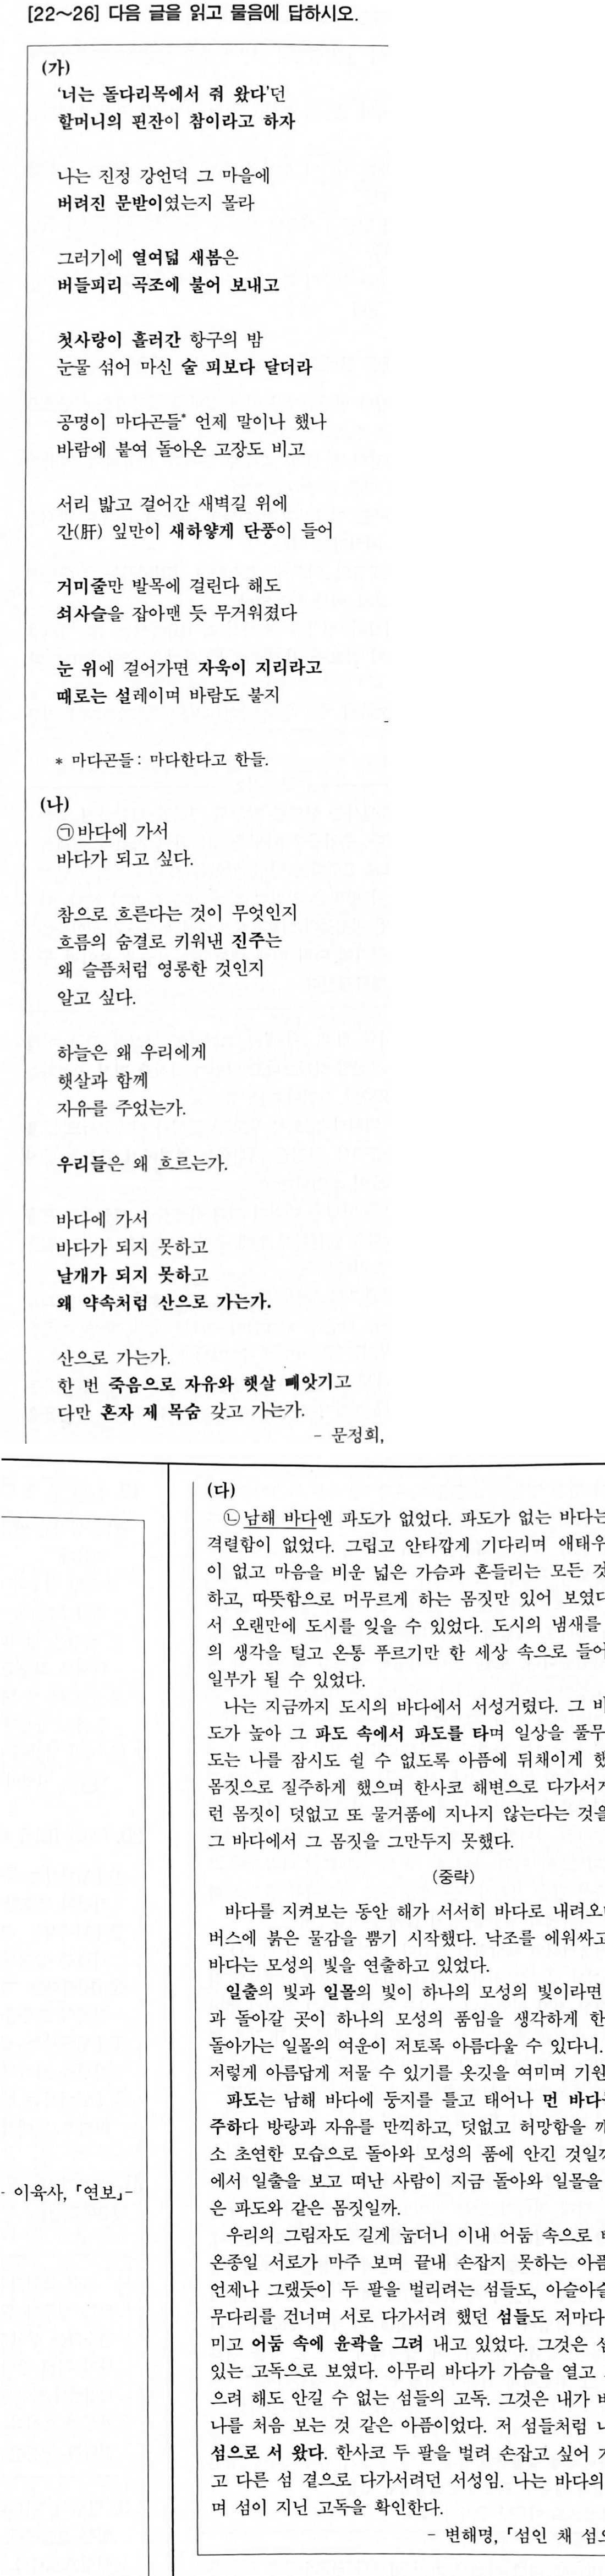 [22～26] 다음 글을 읽고 물음에 답하시오.
(가)
‘너는 돌다리목에서 줘 왔다’던
할머니의 핀잔이 참이라고 하자
나는 진정 강언덕 그 마을에
버려진 문받이였는지 몰라
그러기에 열여덟 새봄은
버들피리 곡조에 불어 보내고
첫사랑이 흘러간 항구의 밤
눈물 섞어 마신 술 피보다 달더라
공명이 마다곤들* 언제 말이나 했나
바람에 붙여 돌아온 고장도 비고
서리 밟고 걸어간 새벽길 위에
간(肝) 잎만이 새하얗게 단풍이 들어
거미줄만 발목에 걸린다 해도
쇠사슬을 잡아맨 듯 무거워졌다
눈 위에 걸어가면 자욱이 지리라고
때로는 설레이며 바람도 불지
* 마다곤들: 마다한다고 한들.
(나)
㉠바다에 가서
바다가 되고 싶다.
참으로 흐른다는 것이 무엇인지
흐름의 숨결로 키워낸 진주는
왜 슬픔처럼 영롱한 것인지
알고 싶다.
하늘은 왜 우리에게
햇살과 함께
자유를 주었는가.
우리들은 왜 흐르는가.
바다에 가서
바다가 되지 못하고
날개가 되지 못하고
왜 약속처럼 산으로 가는가.
산으로 가는가.
한 번 죽음으로 자유와 햇살 빼앗기고
다만 혼자 제 목숨 갖고 가는가.
- 문정희,
- 이육사, 「연보」-
(다)
㉡남해 바다엔 파도가 없었다. 파도가 없는 바다는
격렬함이 없었다. 그립고 안타깝게 기다리며 애태우
이 없고 마음을 비운 넓은 가슴과 흔들리는 모든 것
하고, 따뜻함으로 머무르게 하는 몸짓만 있어 보였다
서 오랜만에 도시를 잊을 수 있었다. 도시의 냄새를
의 생각을 털고 온통 푸르기만 한 세상 속으로 들어
일부가 될 수 있었다.
나는 지금까지 도시의 바다에서 서성거렸다. 그 바
도가 높아 그 파도 속에서 파도를 타며 일상을 풀무
도는 나를 잠시도 쉴 수 없도록 아픔에 뒤채이게 했
몸짓으로 질주하게 했으며 한사코 해변으로 다가서게
런 몸짓이 덧없고 또 물거품에 지나지 않는다는 것을
그 바다에서 그 몸짓을 그만두지 못했다.
(중략)
바다를 지켜보는 동안 해가 서서히 바다로 내려오
버스에 붉은 물감을 뿜기 시작했다. 낙조를 에워싸고
바다는 모성의 빛을 연출하고 있었다.
일출의 빛과 일몰의 빛이 하나의 모성의 빛이라면
과 돌아갈 곳이 하나의 모성의 품임을 생각하게 한
돌아가는 일몰의 여운이 저토록 아름다울 수 있다니.
저렇게 아름답게 저물 수 있기를 옷깃을 여미며 기원
파도는 남해 바다에 둥지를 틀고 태어나 먼 바다
주하다 방랑과 자유를 만끽하고, 덧없고 허망함을 깨
소 초연한 모습으로 돌아와 모성의 품에 안긴 것일까
에서 일출을 보고 떠난 사람이 지금 돌아와 일몰을
은 파도와 같은 몸짓일까.
우리의 그림자도 길게 눕더니 이내 어둠 속으로
온종일 서로가 마주 보며 끝내 손잡지 못하는 아픔
언제나 그랬듯이 두 팔을 벌리려는 섬들도, 아슬아슬
무다리를 건너며 서로 다가서려 했던 섬들도 저마다
미고 어둠 속에 윤곽을 그려 내고 있었다. 그것은 섬
있는 고독으로 보였다. 아무리 바다가 가슴을 열고
으려 해도 안길 수 없는 섬들의 고독. 그것은 내가 바
나를 처음 보는 것 같은 아픔이었다. 저 섬들처럼 나
섬으로 서 왔다. 한사코 두 팔을 벌려 손잡고 싶어
고 다른 섬 곁으로 다가서려던 서성임. 나는 바다의
며 섬이 지닌 고독을 확인한다.
- 변해명, 「섬인 채 섬으